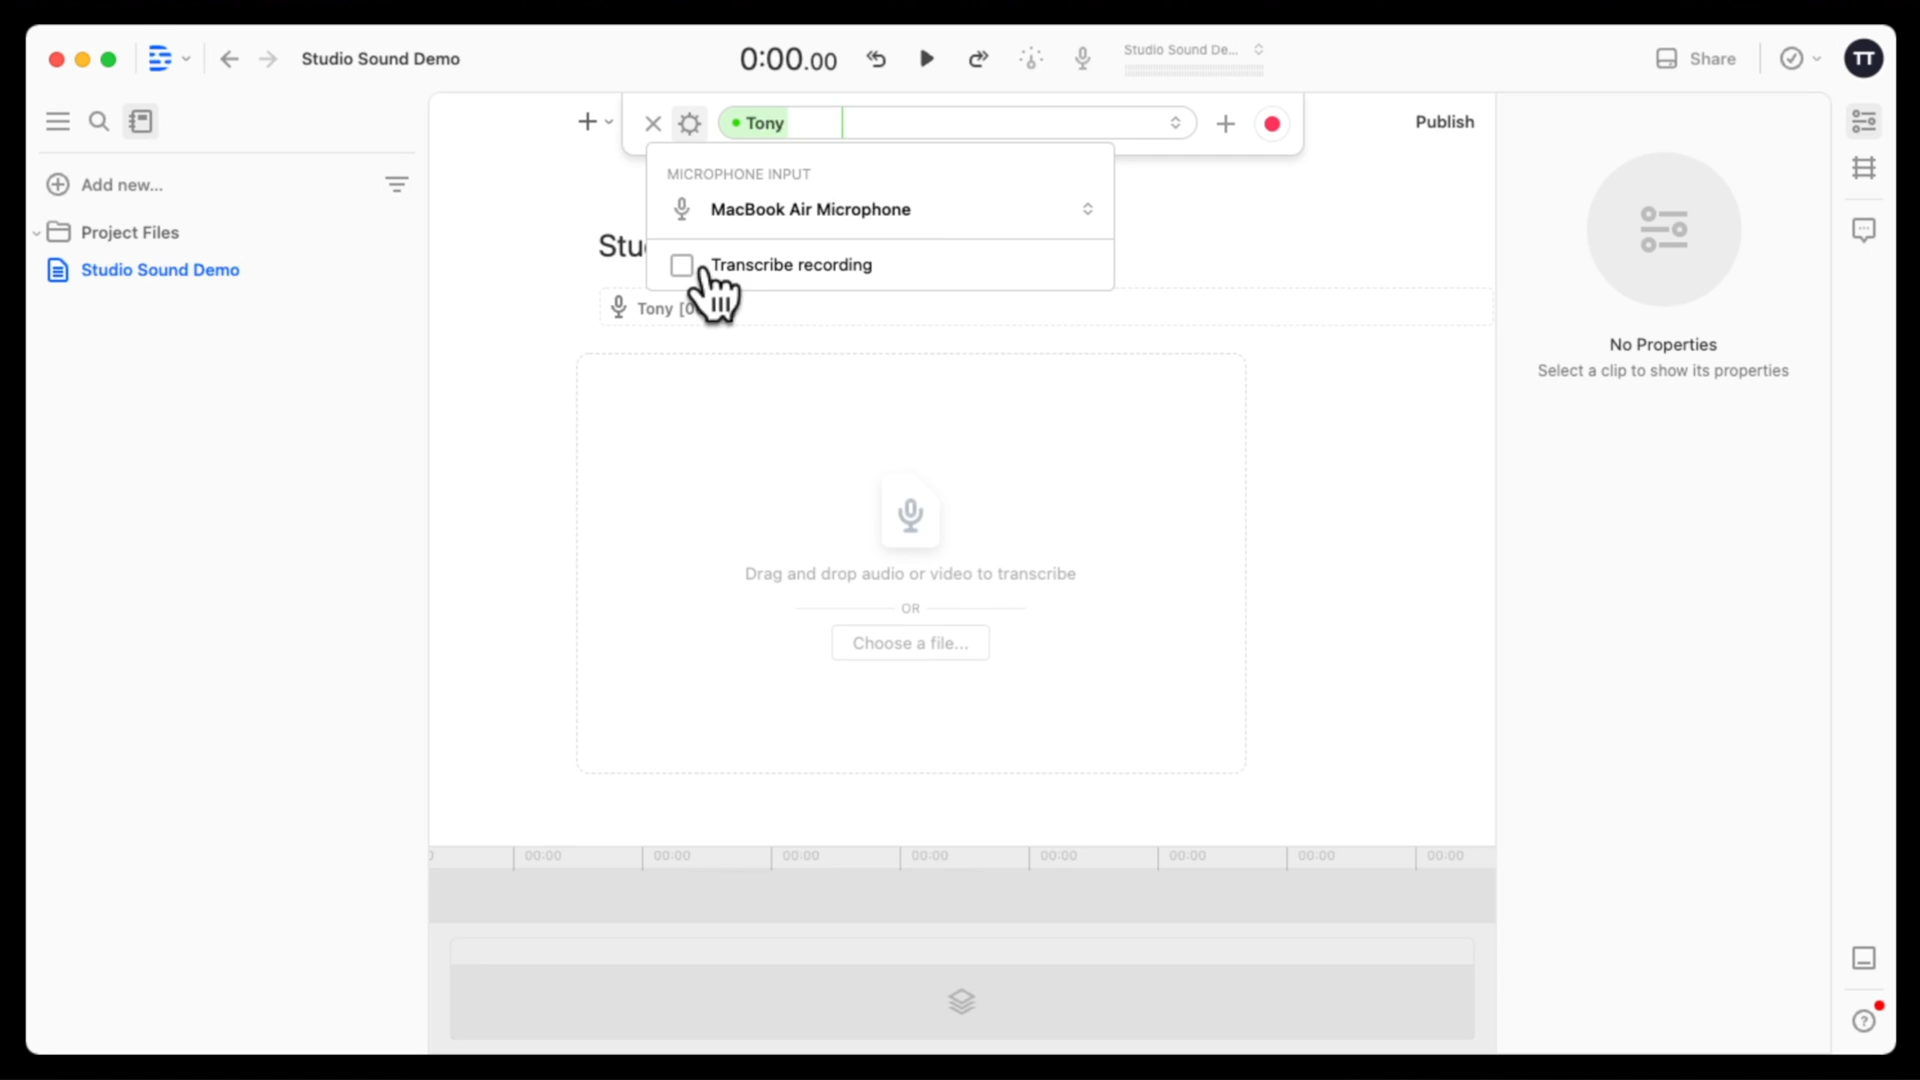 Studio Sound Demo
0:00.00
Studio Sound De...
Share
TT
Tony
Publish
MICROPHONE INPUT
MacBook Air Microphone
Transcribe recording
Add new...
Project Files
Studio Sound Demo
Stu
Tony [0
Drag and drop audio or video to transcribe
OR
Choose a file...
No Properties
Select a clip to show its properties
00:00
00:00
00:00
00:00
00:00
00:00
00:00
00:00